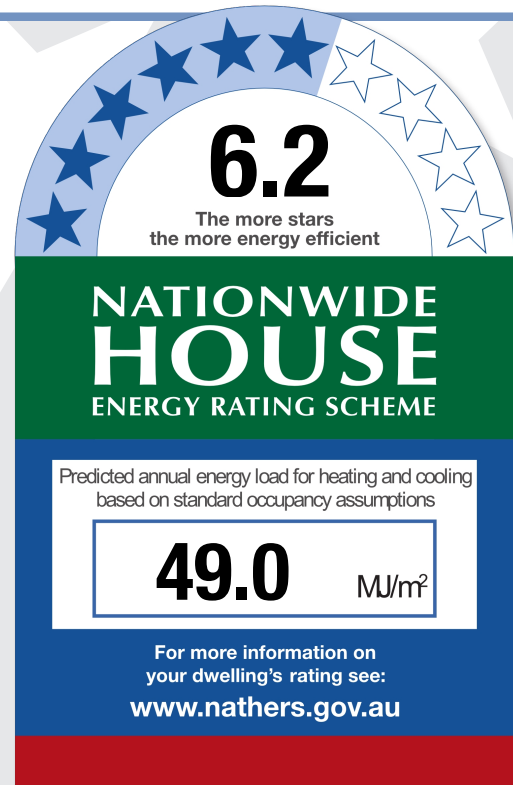 6.2
The more stars
the more energy efficient
NATIONWIDE
HOUSE
ENERGY RATING SCHEME
Predicted annual energy load for heating and cooling
based on standard occupancy assumptions
49.0 MJ/m²
For more information on
your dwelling's rating see:
www.nathers.gov.au